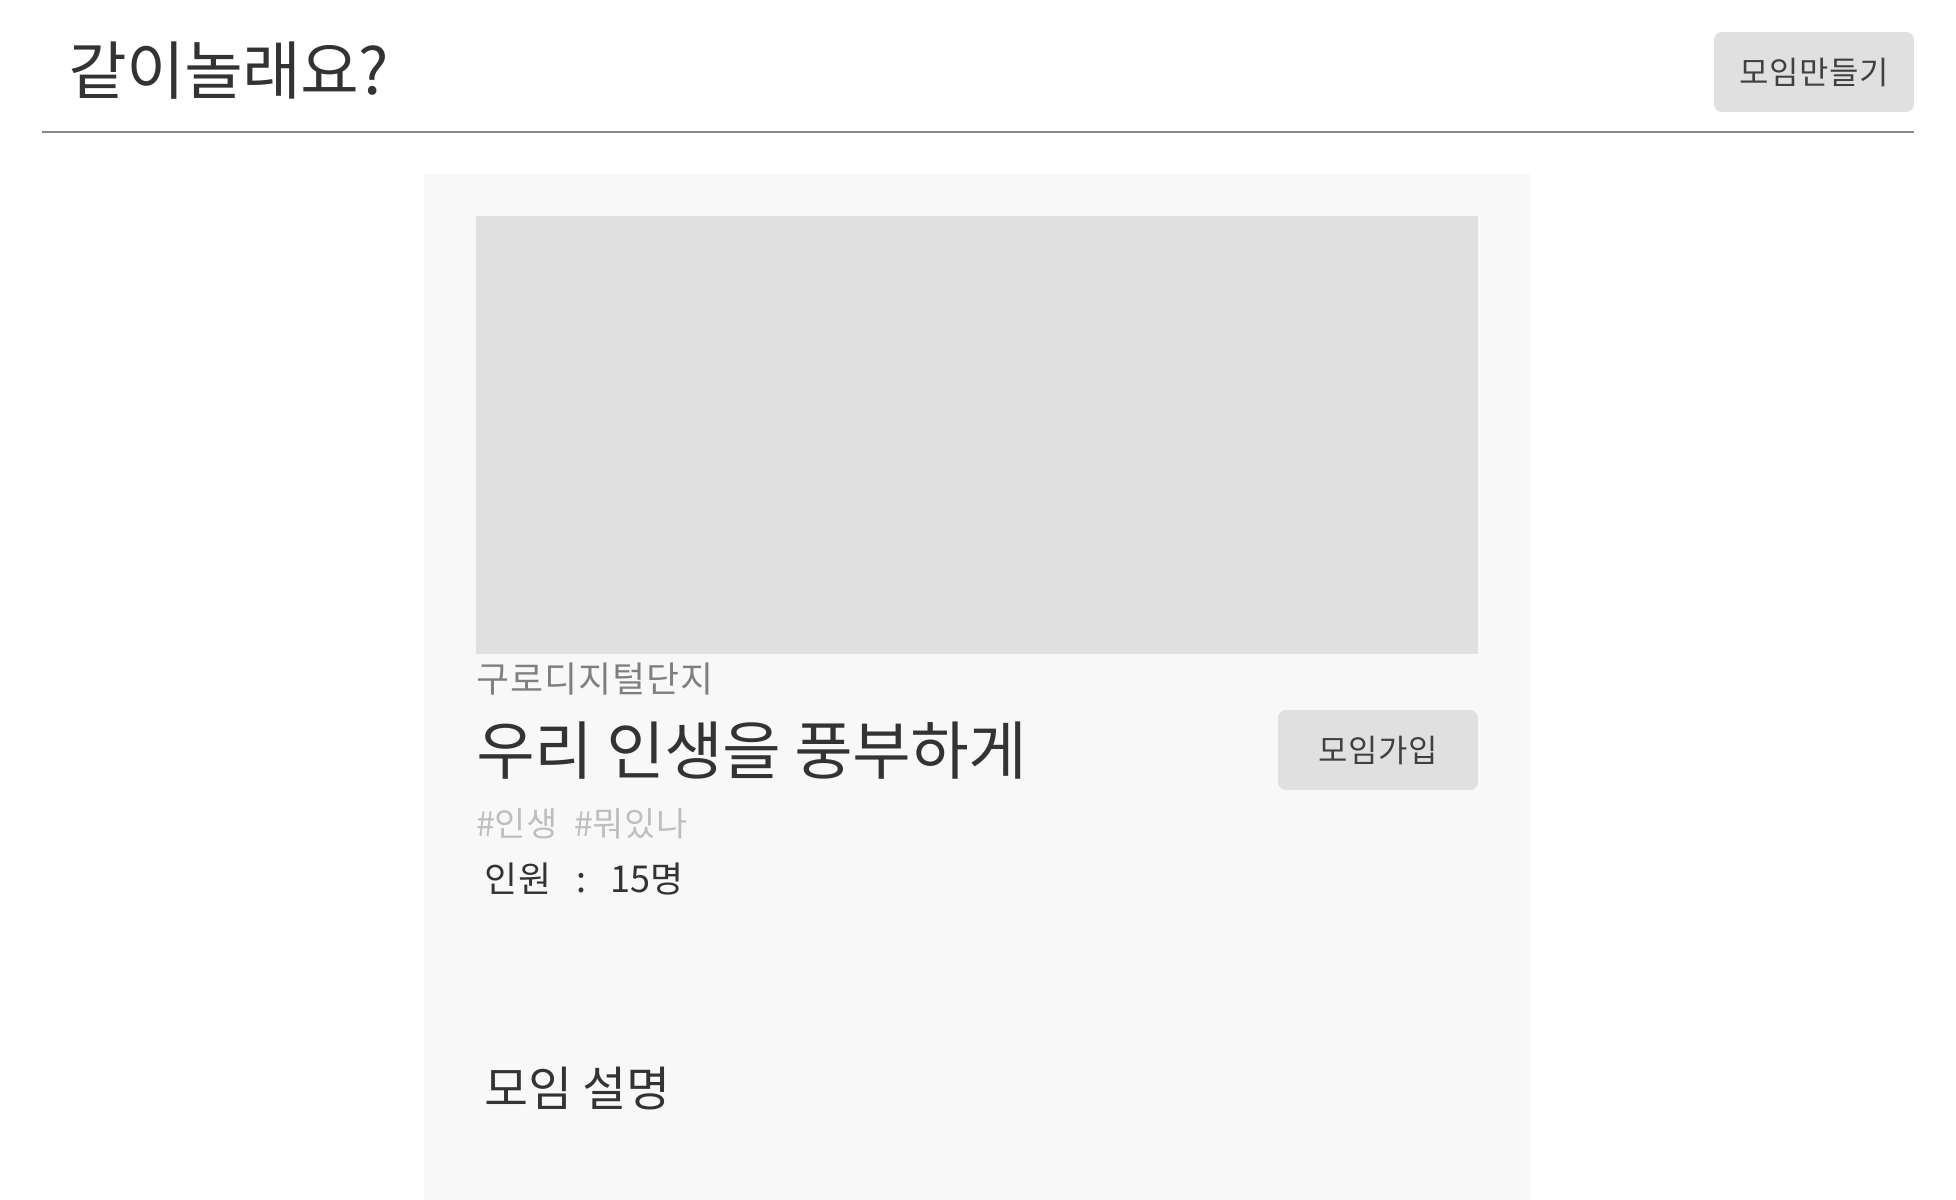 같이놀래요?
모임만들기
구로디지털단지
우리 인생을 풍부하게
모임가입
#인생 #뭐있나
인원 : 15명
모임 설명